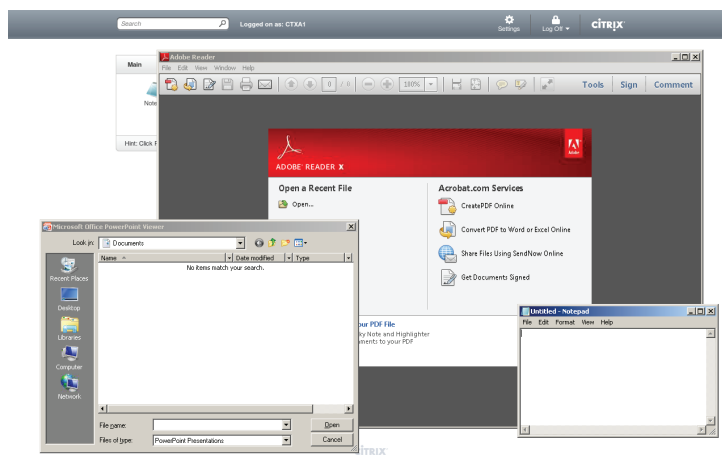 Search
Logged on as: CTXA1
Settings
Log Off
CITRIX
Main
Note
Hint: Click
Adobe Reader
File Edit View Window Help
0 / 0
100%
Tools Sign Comment
ADOBE® READER® X
Adobe
Open a Recent File
Open...
Acrobat.com Services
CreatePDF Online
Convert PDF to Word or Excel Online
Share Files Using SendNow Online
Get Documents Signed
our PDF File
ky Note and Highlighter
ments to your PDF
Microsoft Office PowerPoint Viewer
Look in:
Documents
Name
Date modified
Type
No items match your search.
Recent Places
Desktop
Libraries
Computer
Network
File name:
Open
Files of type:
PowerPoint Presentations
Cancel
Untitled - Notepad
File Edit Format View Help
CITRIX